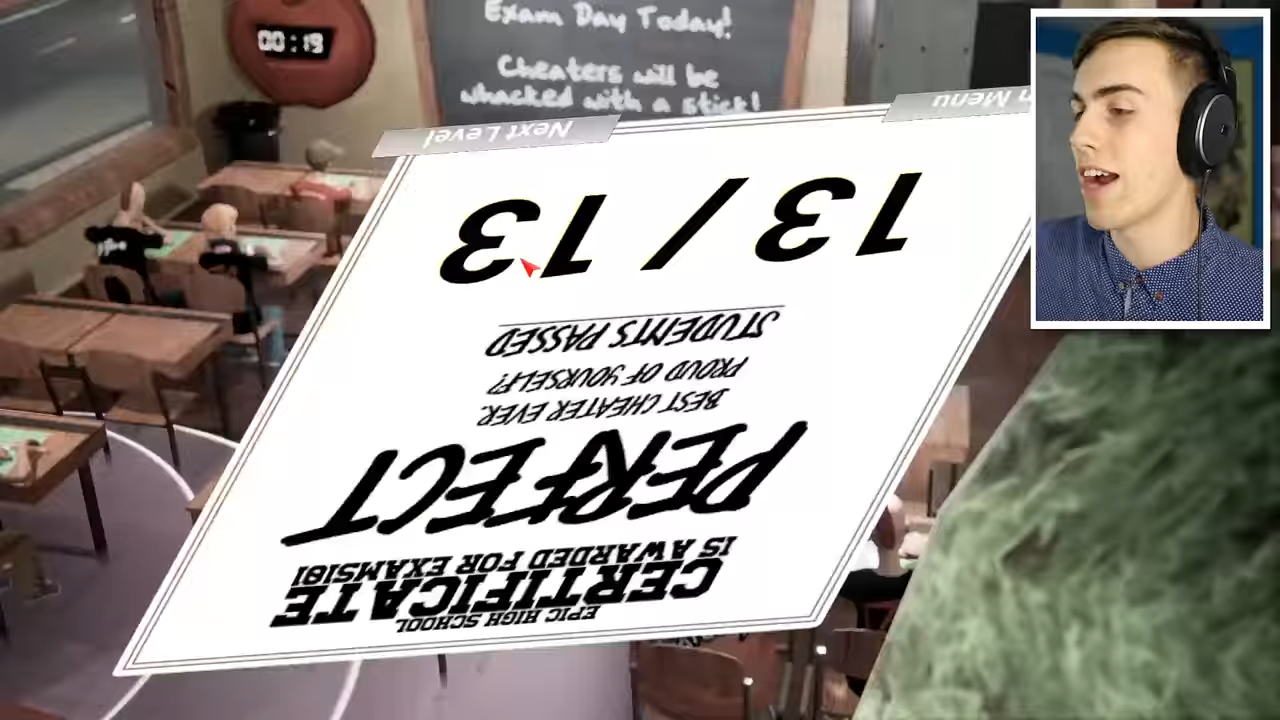 00:19
Exam Day Today!
Cheaters will be
whacked with a stick!
EPIC HIGH SCHOOL
CERTIFICATE
IS AWARDED FOR EXAMS101
PERFECT
BEST CHEATER EVER.
PROUD OF YOURSELF?
STUDENTS PASSED
13 / 13
Next Level
Menu